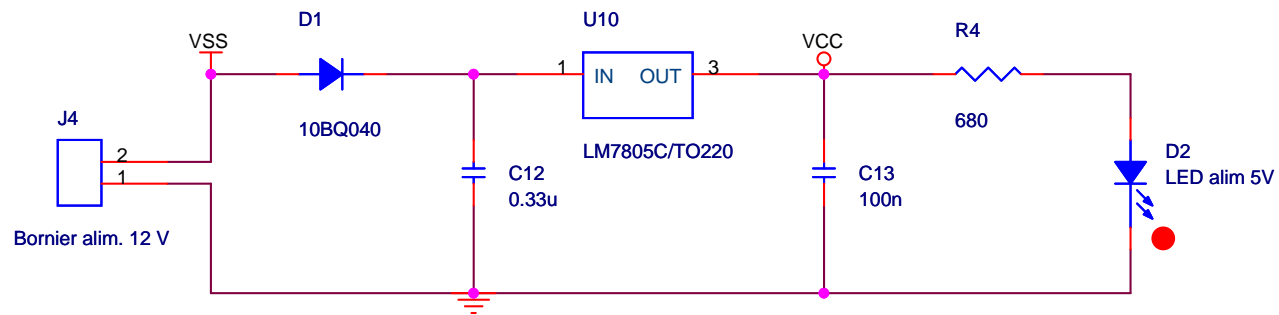 D1
U10
R4
VSS
VCC
1
IN
OUT
3
J4
10BQ040
680
LM7805C/TO220
2
1
D2
C12
C13
LED alim 5V
0.33u
100n
Bornier alim. 12 V